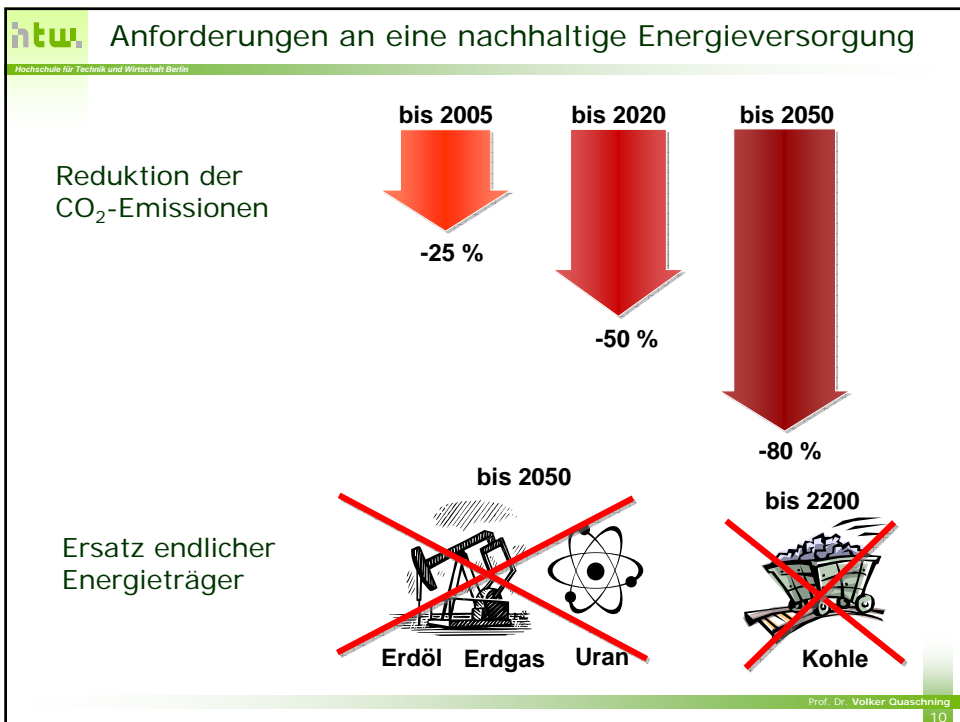 htw.
Anforderungen an eine nachhaltige Energieversorgung
Hochschule für Technik und Wirtschaft Berlin
bis 2005 bis 2020 bis 2050
Reduktion der
CO₂-Emissionen
-25 %
-50 %
-80 %
bis 2050
bis 2200
Ersatz endlicher
Energieträger
Erdöl Erdgas Uran Kohle
Prof. Dr. Volker Quaschning
10